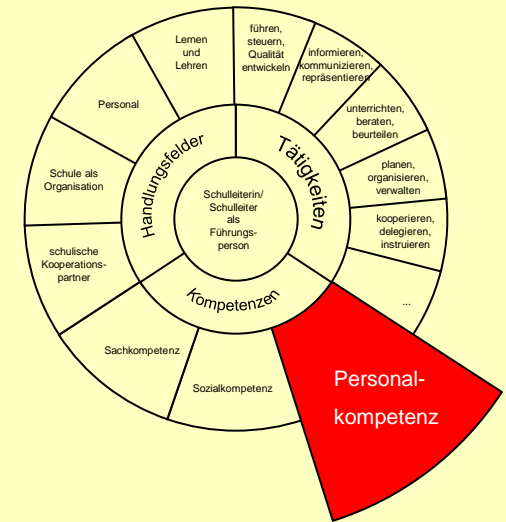 Lernen
und
Lehren
führen,
steuern,
Qualität
entwickeln
informieren,
kommunizieren,
repräsentieren
unterrichten,
beraten,
beurteilen
planen,
organisieren,
verwalten
kooperieren,
delegieren,
instruieren
...
Personal
Schule als
Organisation
schulische
Kooperations-
partner
Handlungsfelder
Tätigkeiten
Kompetenzen
Schulleiterin/
Schulleiter
als
Führungs-
person
Sachkompetenz
Sozialkompetenz
Personal-
kompetenz